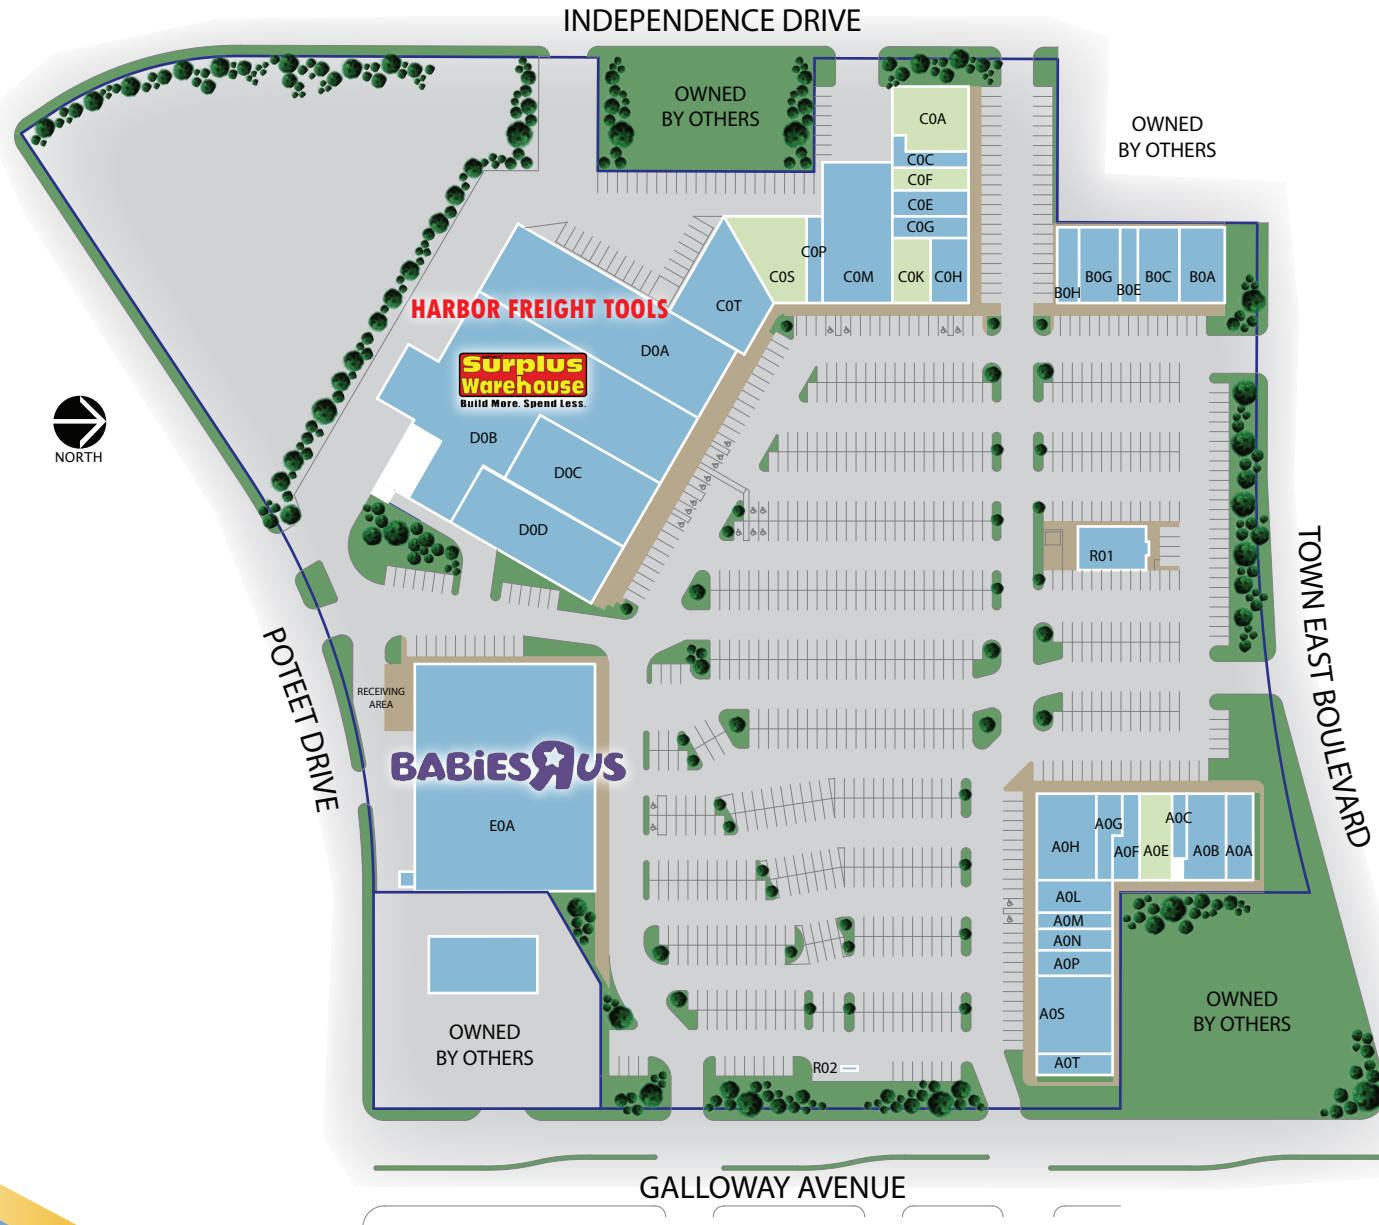 INDEPENDENCE DRIVE
OWNED
BY OTHERS
OWNED
BY OTHERS
C0A
C0C
C0F
C0E
C0G
C0P
C0S
C0M
C0K
C0H
C0T
B0H
B0G
B0E
B0C
B0A
HARBOR FREIGHT TOOLS
D0A
Surplus
Warehouse
Build More. Spend Less.
D0B
D0C
D0D
NORTH
R01
TOWN EAST BOULEVARD
POTEET DRIVE
RECEIVING
AREA
BABiES R US
E0A
A0H
A0G
A0F
A0E
A0C
A0B
A0A
A0L
A0M
A0N
A0P
A0S
A0T
OWNED
BY OTHERS
OWNED
BY OTHERS
R02
GALLOWAY AVENUE